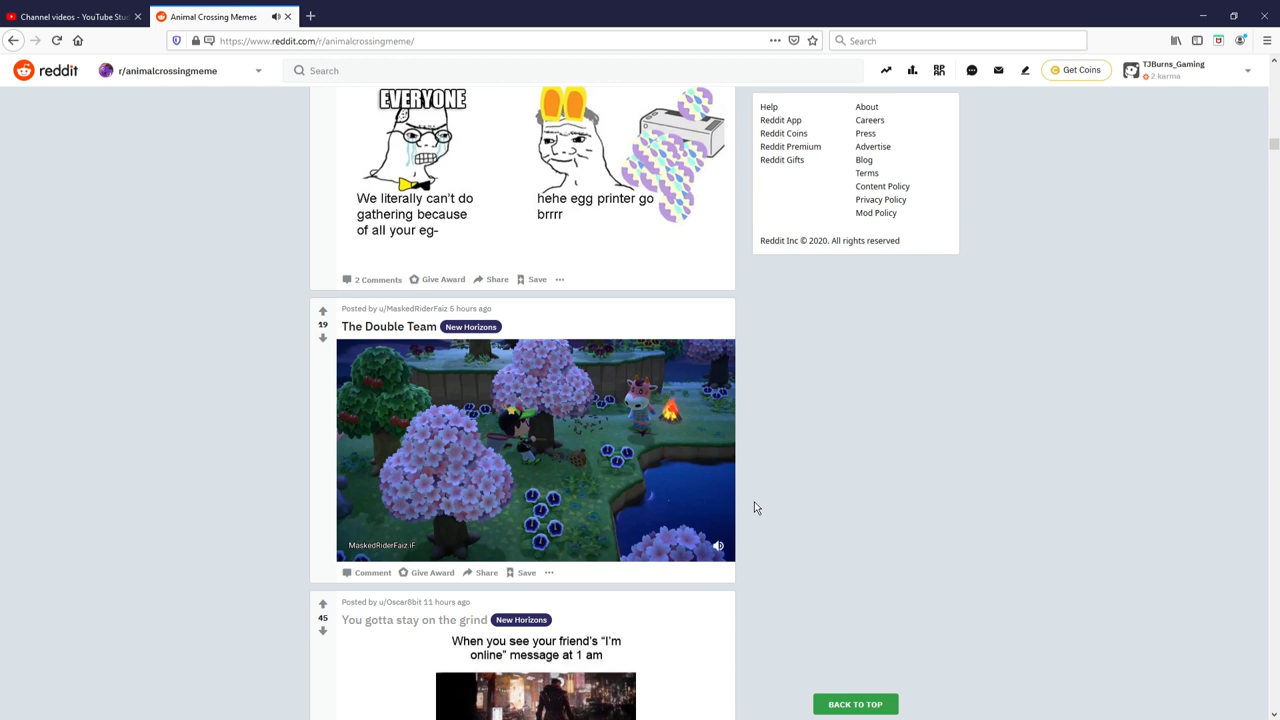 Channel videos - YouTube Stu
Animal Crossing Memes
https://www.reddit.com/r/animalcrossingmeme/
Search
reddit
r/animalcrossingmeme
Search
Get Coins
TJBurns_Gaming
2 karma
EVERYONE
We literally can't do
gathering because
of all your eg-
hehe egg printer go
brrrr
2 Comments
Give Award
Share
Save
Help
About
Reddit App
Careers
Reddit Coins
Press
Reddit Premium
Advertise
Reddit Gifts
Blog
Terms
Content Policy
Privacy Policy
Mod Policy
Reddit Inc © 2020. All rights reserved
Posted by u/MaskedRiderFaiz 5 hours ago
19
The Double Team
New Horizons
MaskedRiderFaiz.iF
Comment
Give Award
Share
Save
Posted by u/Oscar8bit 11 hours ago
45
You gotta stay on the grind
New Horizons
When you see your friend's “I'm
online” message at 1 am
BACK TO TOP